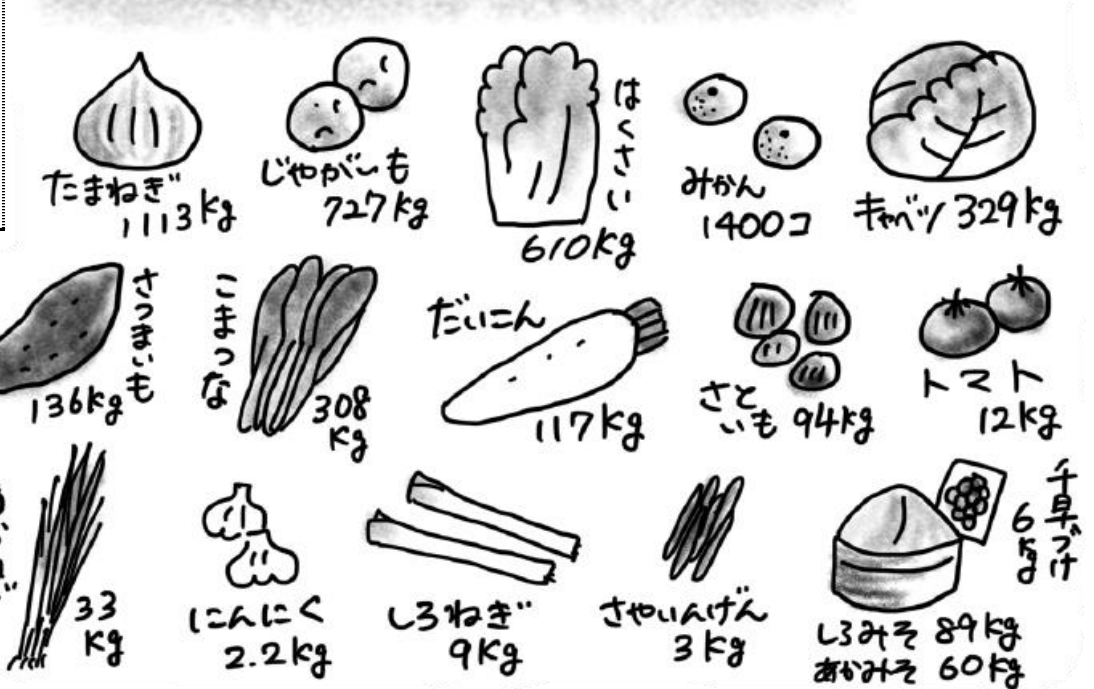 たまねぎ
1113kg
じゃがいも
727kg
はくさい
610kg
みかん
1400コ
キャベツ 329kg
さつまいも
136kg
こまつな
308
kg
だいこん
117kg
さと
いも 94kg
トマト
12kg
33
kg
にんにく
2.2kg
しろねぎ
9kg
さやいんげん
3kg
千早づけ
6kg
しろみそ 89kg
あかみそ 60kg